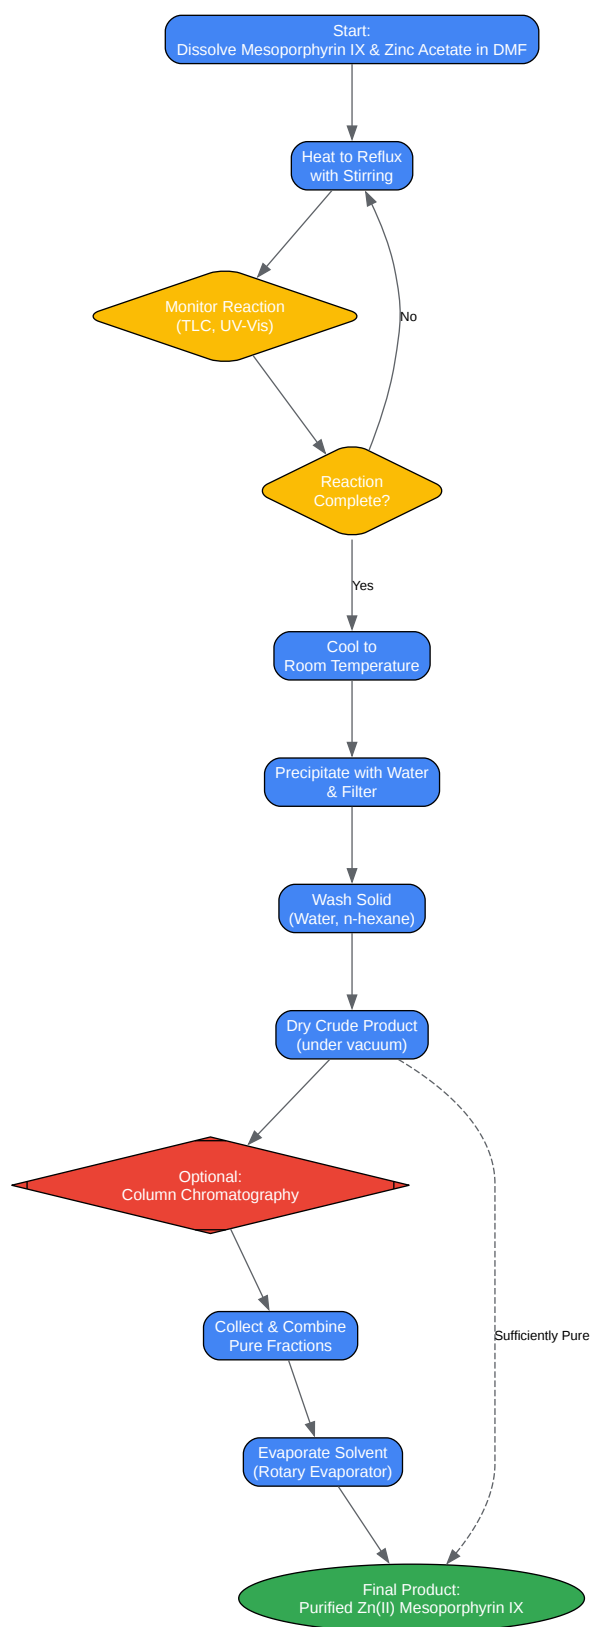 Start:
Dissolve Mesoporphyrin IX & Zinc Acetate in DMF
Heat to Reflux
with Stirring
Monitor Reaction
(TLC, UV-Vis)
No
Reaction
Complete?
Yes
Cool to
Room Temperature
Precipitate with Water
& Filter
Wash Solid
(Water, n-hexane)
Dry Crude Product
(under vacuum)
Optional:
Column Chromatography
Collect & Combine
Pure Fractions
Sufficiently Pure
Evaporate Solvent
(Rotary Evaporator)
Final Product:
Purified Zn(II) Mesoporphyrin IX